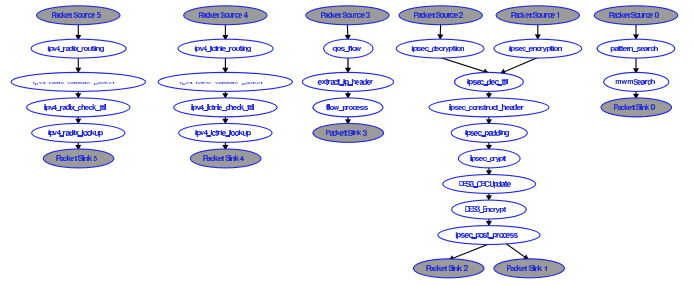 Packet Source 5
Packet Source 4
Packet Source 3
Packet Source 2
Packet Source 1
Packet Source 0
ipv4_radix_routing
ipv4_lctrie_routing
qos_flow
ipsec_decryption
ipsec_encryption
pattern_search
ipv4_radix_validate_packet
ipv4_lctrie_validate_packet
extract_ip_header
ipsec_dec_ttl
mwmSearch
ipv4_radix_check_ttl
ipv4_lctrie_check_ttl
flow_process
ipsec_construct_header
Packet Sink 0
ipv4_radix_lookup
ipv4_lctrie_lookup
Packet Sink 3
ipsec_padding
Packet Sink 5
Packet Sink 4
ipsec_crypt
DES3_CBCUpdate
DES3_Encrypt
ipsec_post_process
Packet Sink 2
Packet Sink 1